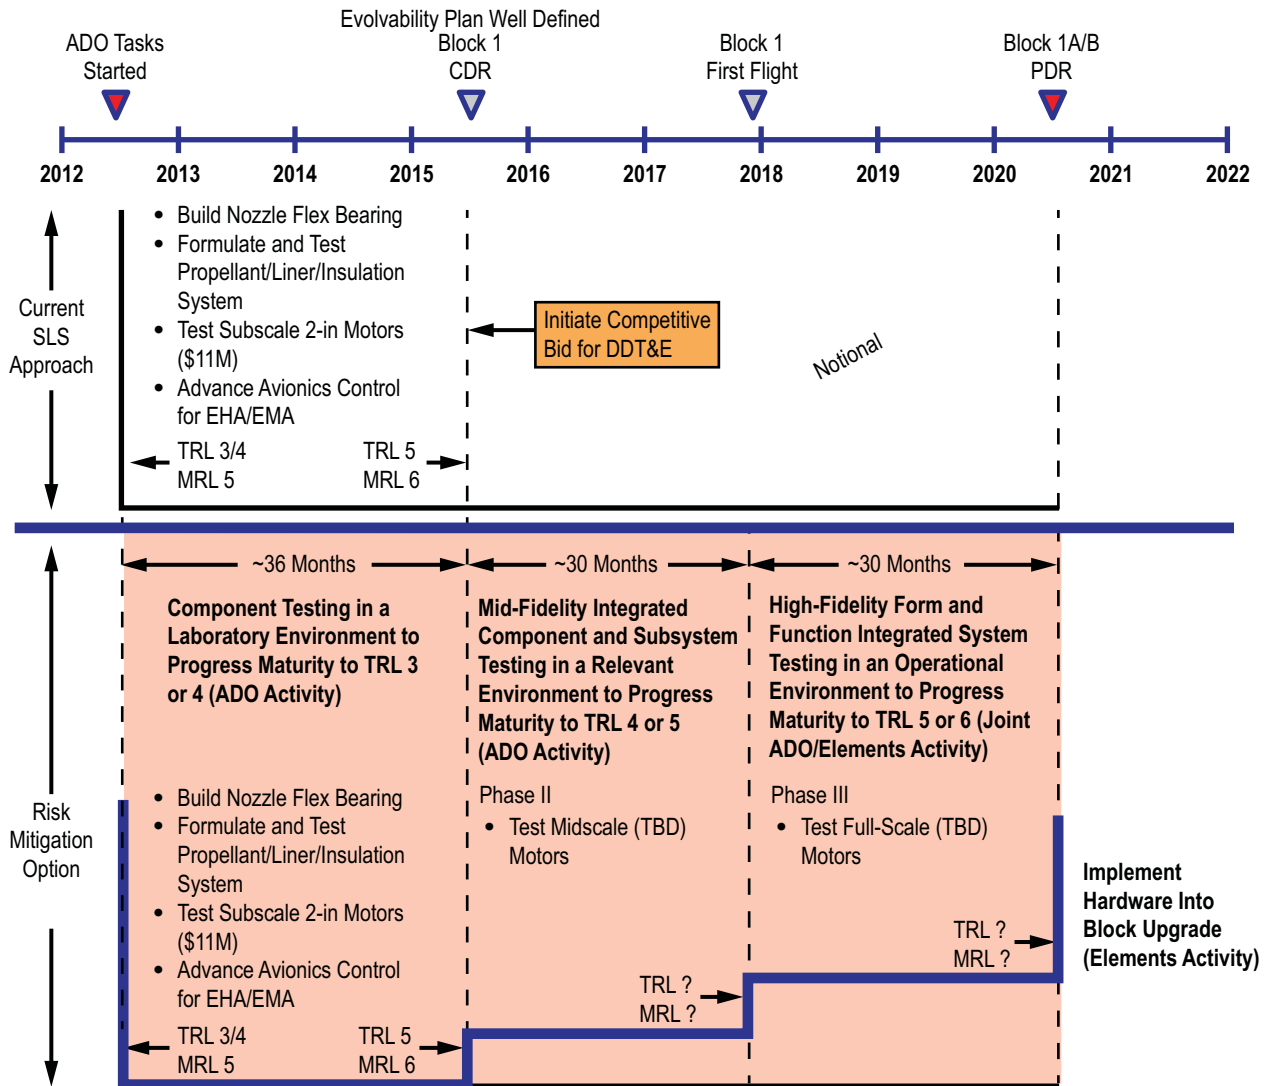 Evolvability Plan Well Defined
ADO Tasks
Started
Block 1
CDR
Block 1
First Flight
Block 1A/B
PDR
2012
2013
2014
2015
2016
2017
2018
2019
2020
2021
2022
Current
SLS
Approach
• Build Nozzle Flex Bearing
• Formulate and Test
Propellant/Liner/Insulation
System
• Test Subscale 2-in Motors
($11M)
• Advance Avionics Control
for EHA/EMA
TRL 3/4
MRL 5
TRL 5
MRL 6
Initiate Competitive
Bid for DDT&E
Notional
Risk
Mitigation
Option
~36 Months
Component Testing in a
Laboratory Environment to
Progress Maturity to TRL 3
or 4 (ADO Activity)
• Build Nozzle Flex Bearing
• Formulate and Test
Propellant/Liner/Insulation
System
• Test Subscale 2-in Motors
($11M)
• Advance Avionics Control
for EHA/EMA
TRL 3/4
MRL 5
TRL 5
MRL 6
~30 Months
Mid-Fidelity Integrated
Component and Subsystem
Testing in a Relevant
Environment to Progress
Maturity to TRL 4 or 5
(ADO Activity)
Phase II
• Test Midscale (TBD)
Motors
TRL ?
MRL ?
~30 Months
High-Fidelity Form and
Function Integrated System
Testing in an Operational
Environment to Progress
Maturity to TRL 5 or 6 (Joint
ADO/Elements Activity)
Phase III
• Test Full-Scale (TBD)
Motors
TRL ?
MRL ?
Implement
Hardware Into
Block Upgrade
(Elements Activity)